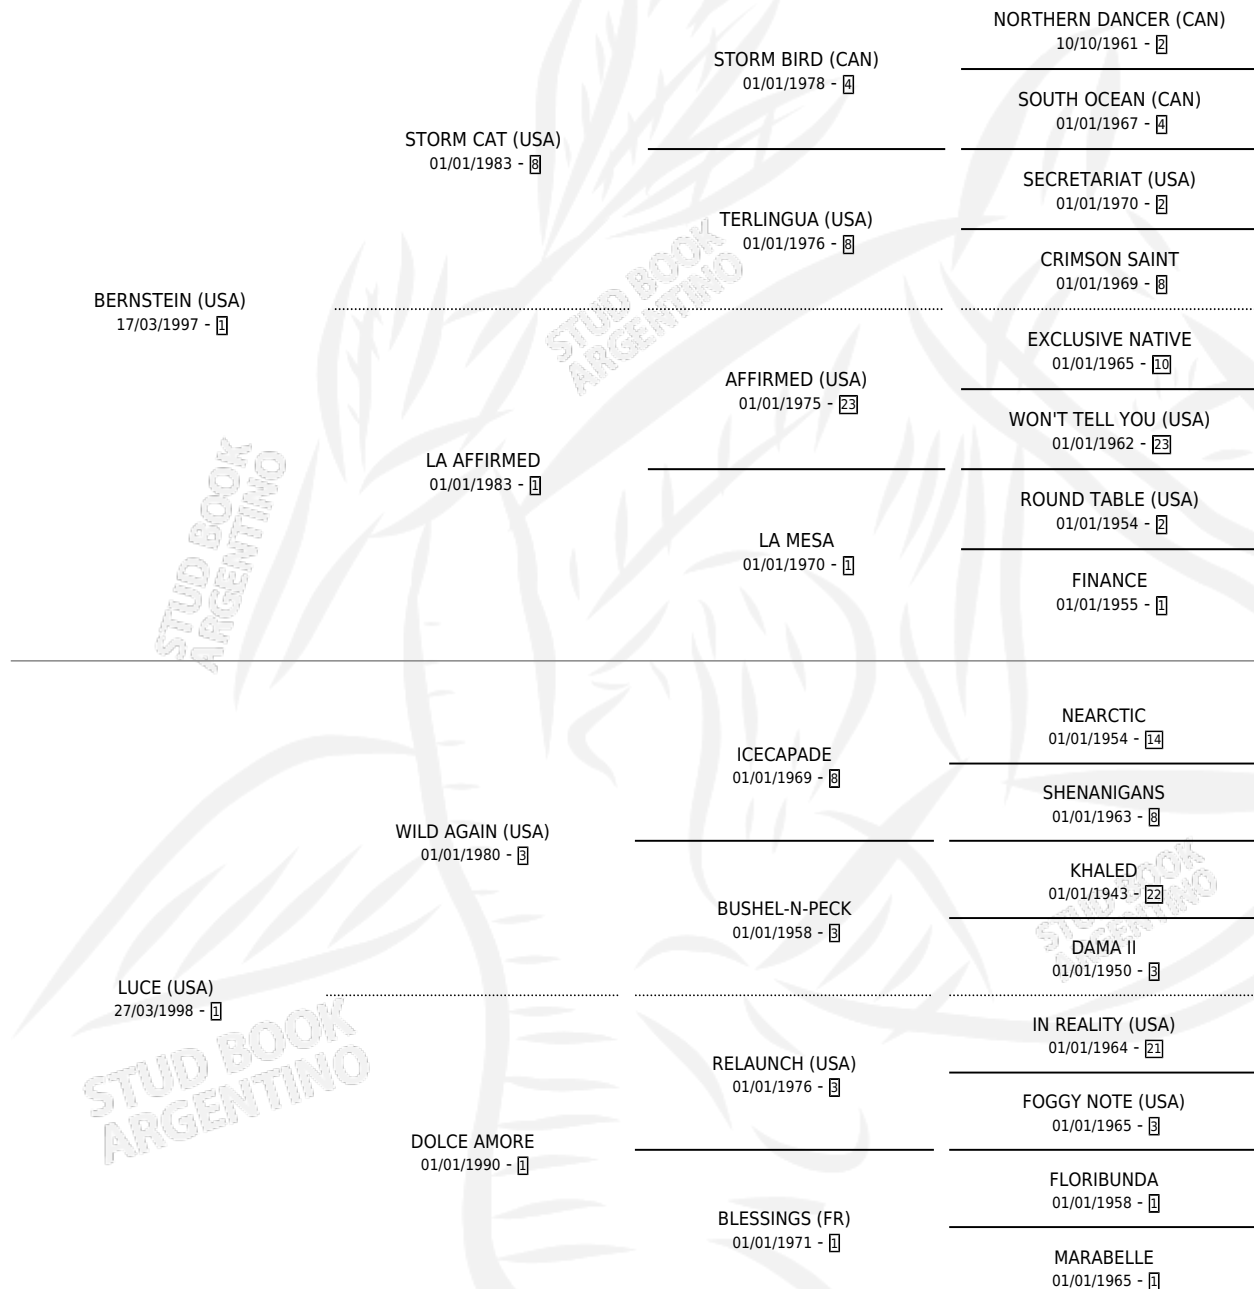 NORTHERN DANCER (CAN)
10/10/1961 - 2
STORM BIRD (CAN)
01/01/1978 - 4
SOUTH OCEAN (CAN)
01/01/1967 - 4
STORM CAT (USA)
01/01/1983 - 8
SECRETARIAT (USA)
01/01/1970 - 2
TERLINGUA (USA)
01/01/1976 - 8
CRIMSON SAINT
01/01/1969 - 8
BERNSTEIN (USA)
17/03/1997 - 1
EXCLUSIVE NATIVE
01/01/1965 - 10
AFFIRMED (USA)
01/01/1975 - 23
WON'T TELL YOU (USA)
01/01/1962 - 23
LA AFFIRMED
01/01/1983 - 1
ROUND TABLE (USA)
01/01/1954 - 2
LA MESA
01/01/1970 - 1
FINANCE
01/01/1955 - 1
NEARCTIC
01/01/1954 - 14
ICECAPADE
01/01/1969 - 8
SHENANIGANS
01/01/1963 - 8
WILD AGAIN (USA)
01/01/1980 - 3
KHALED
01/01/1943 - 22
BUSHEL-N-PECK
01/01/1958 - 3
DAMA II
01/01/1950 - 3
LUCE (USA)
27/03/1998 - 1
IN REALITY (USA)
01/01/1964 - 21
RELAUNCH (USA)
01/01/1976 - 3
FOGGY NOTE (USA)
01/01/1965 - 3
DOLCE AMORE
01/01/1990 - 1
FLORIBUNDA
01/01/1958 - 1
BLESSINGS (FR)
01/01/1971 - 1
MARABELLE
01/01/1965 - 1
STUD BOOK
ARGENTINO
STUD BOOK
ARGENTINO
STUD BOOK
ARGENTINO
STUD BOOK
ARGENTINO